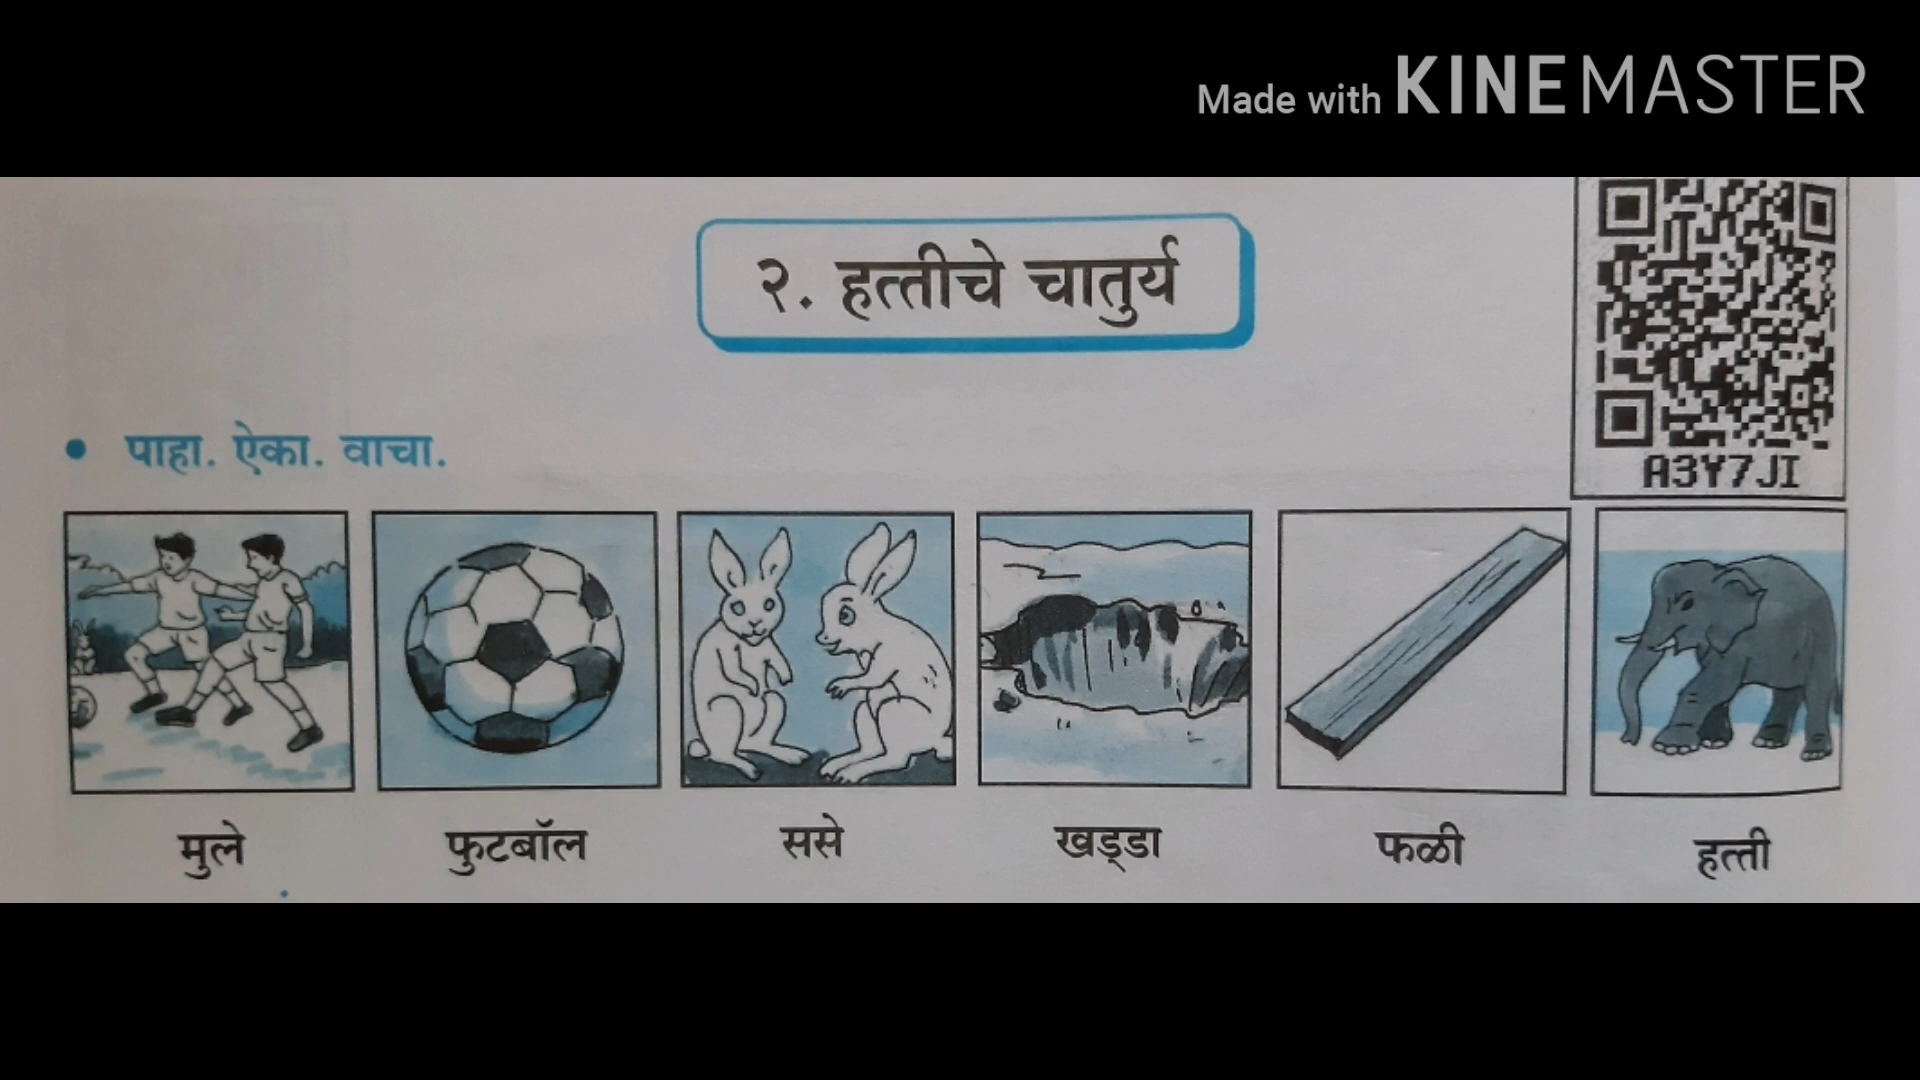 Made with KINEMASTER
२. हत्तीचे चातुर्य
A3Y7JI
• पाहा. ऐका. वाचा.
मुले फुटबॉल ससे खड्डा फळी हत्ती